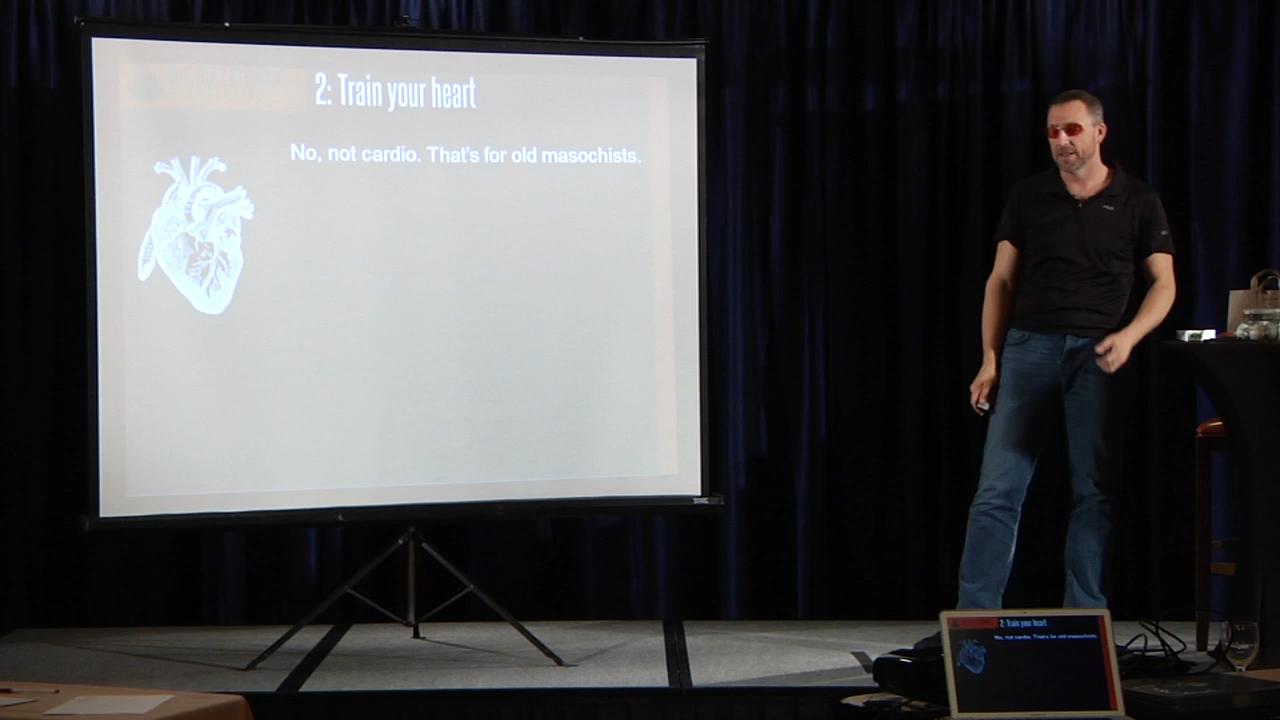 2: Train your heart
No, not cardio. That's for old masochists.
2: Train your heart
No, not cardio. That's for old masochists.